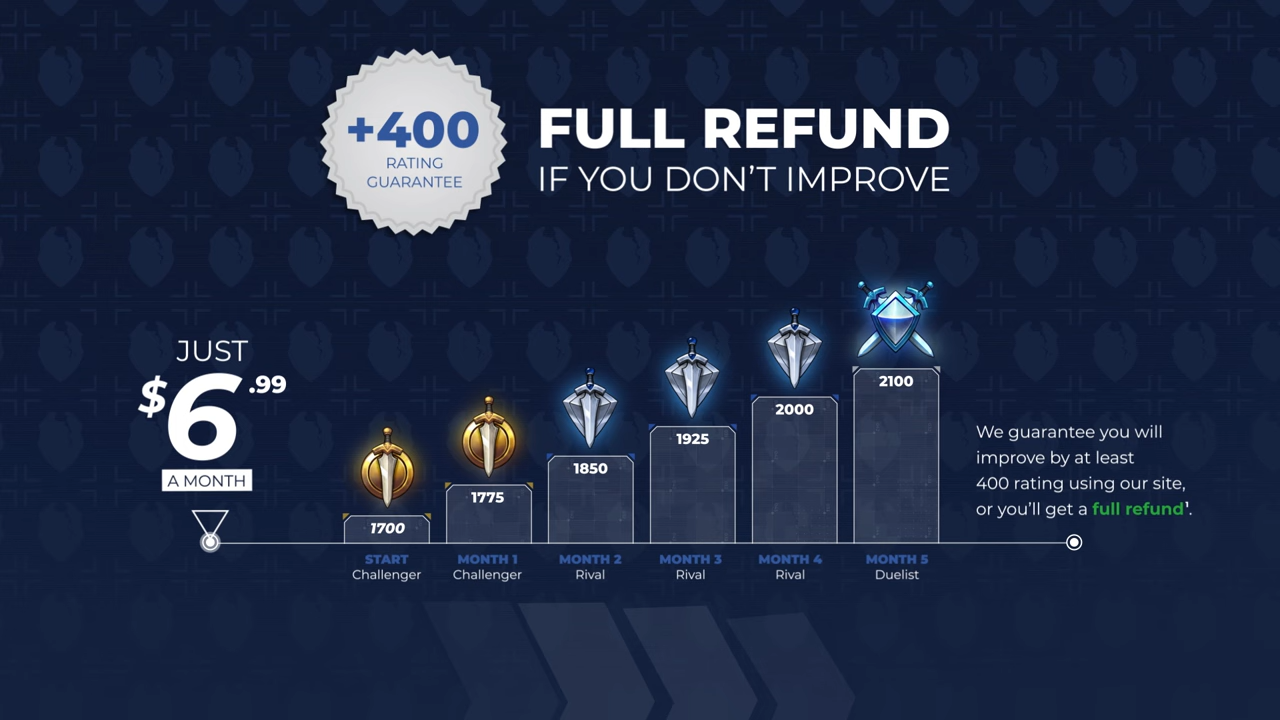 +400
RATING
GUARANTEE
FULL REFUND
IF YOU DON'T IMPROVE
JUST
$6.99
A MONTH
1700
1775
1850
1925
2000
2100
START
Challenger
MONTH 1
Challenger
MONTH 2
Rival
MONTH 3
Rival
MONTH 4
Rival
MONTH 5
Duelist
We guarantee you will
improve by at least
400 rating using our site,
or you'll get a full refund¹.